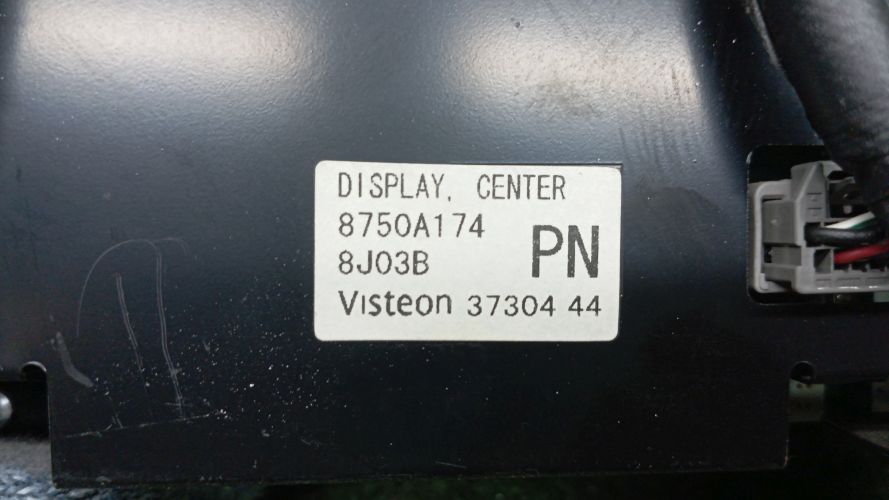 DISPLAY, CENTER
8750A174
8J03B
PN
Visteon 37304 44